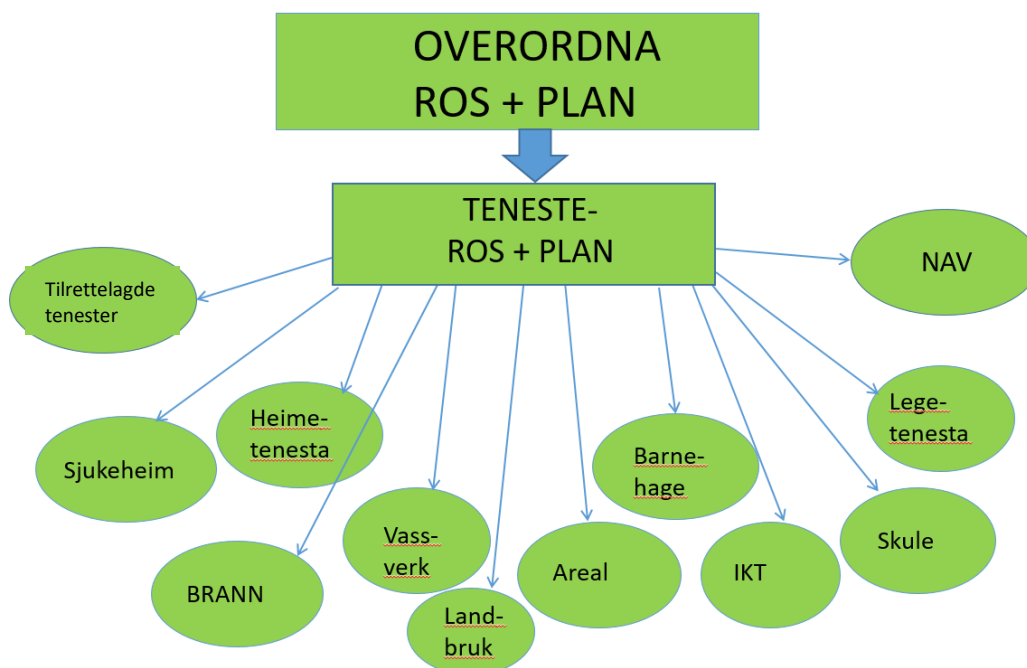 OVERORDNA
ROS + PLAN
TENESTE-
ROS + PLAN
NAV
Tilrettelagde
tenester
Heime-
tenesta
Lege-
tenesta
Sjukeheim
Barne-
hage
Vass-
verk
Skule
BRANN
Areal
IKT
Land-
bruk